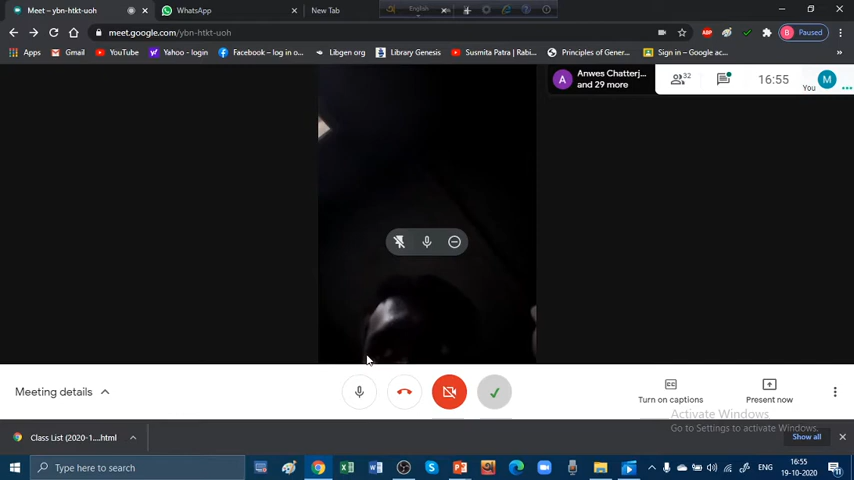 Meet – ybn-htkt-uoh
WhatsApp
New Tab
English
meet.google.com/ybn-htkt-uoh
ABP
B Paused
Apps
Gmail
YouTube
Yahoo - login
Facebook – log in o...
Libgen org
Library Genesis
Susmita Patra | Rabi...
Principles of Gener...
Sign in – Google ac...
A
Anwes Chatterj...
and 29 more
32
16:55
You
M
Meeting details
Turn on captions
Present now
Activate Windows
Go to Settings to activate Windows.
Class List (2020-1....html
Show all
Type here to search
ENG
16:55
19-10-2020